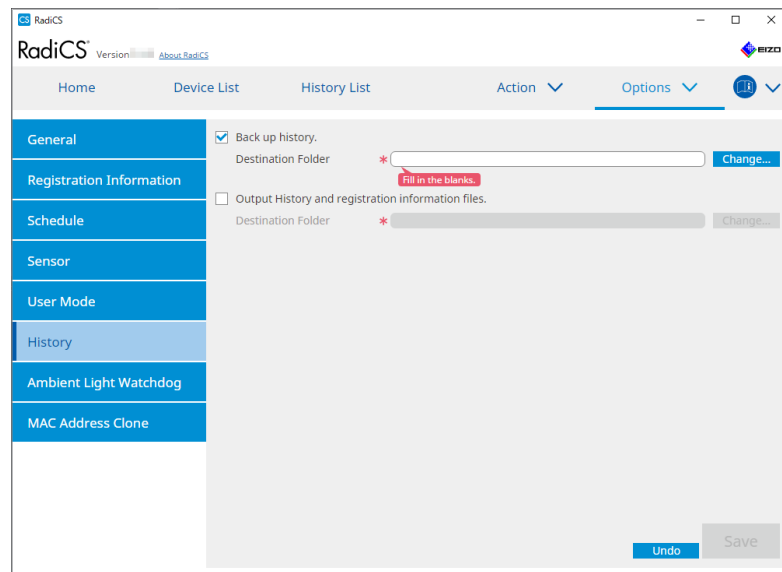 CS RadiCS
RadiCS® Version About RadiCS
EIZO
Home Device List History List Action Options
General
Registration Information
Schedule
Sensor
User Mode
History
Ambient Light Watchdog
MAC Address Clone
Back up history.
Destination Folder * Change...
Fill in the blanks.
Output History and registration information files.
Destination Folder * Change...
Undo Save